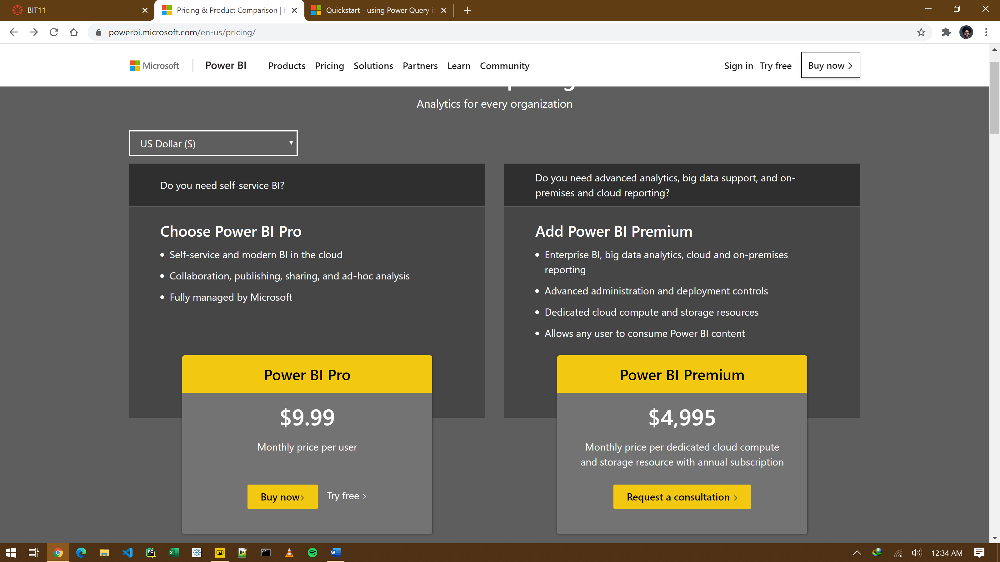 BIT11
Pricing & Product Comparison |
Quickstart - using Power Query in
powerbi.microsoft.com/en-us/pricing/
Microsoft
Power BI
Products
Pricing
Solutions
Partners
Learn
Community
Sign in
Try free
Buy now
Analytics for every organization
US Dollar ($)
Do you need self-service BI?
Choose Power BI Pro
Self-service and modern BI in the cloud
Collaboration, publishing, sharing, and ad-hoc analysis
Fully managed by Microsoft
Power BI Pro
$9.99
Monthly price per user
Buy now
Try free
Do you need advanced analytics, big data support, and on-
premises and cloud reporting?
Add Power BI Premium
Enterprise BI, big data analytics, cloud and on-premises
reporting
Advanced administration and deployment controls
Dedicated cloud compute and storage resources
Allows any user to consume Power BI content
Power BI Premium
$4,995
Monthly price per dedicated cloud compute
and storage resource with annual subscription
Request a consultation
12:34 AM